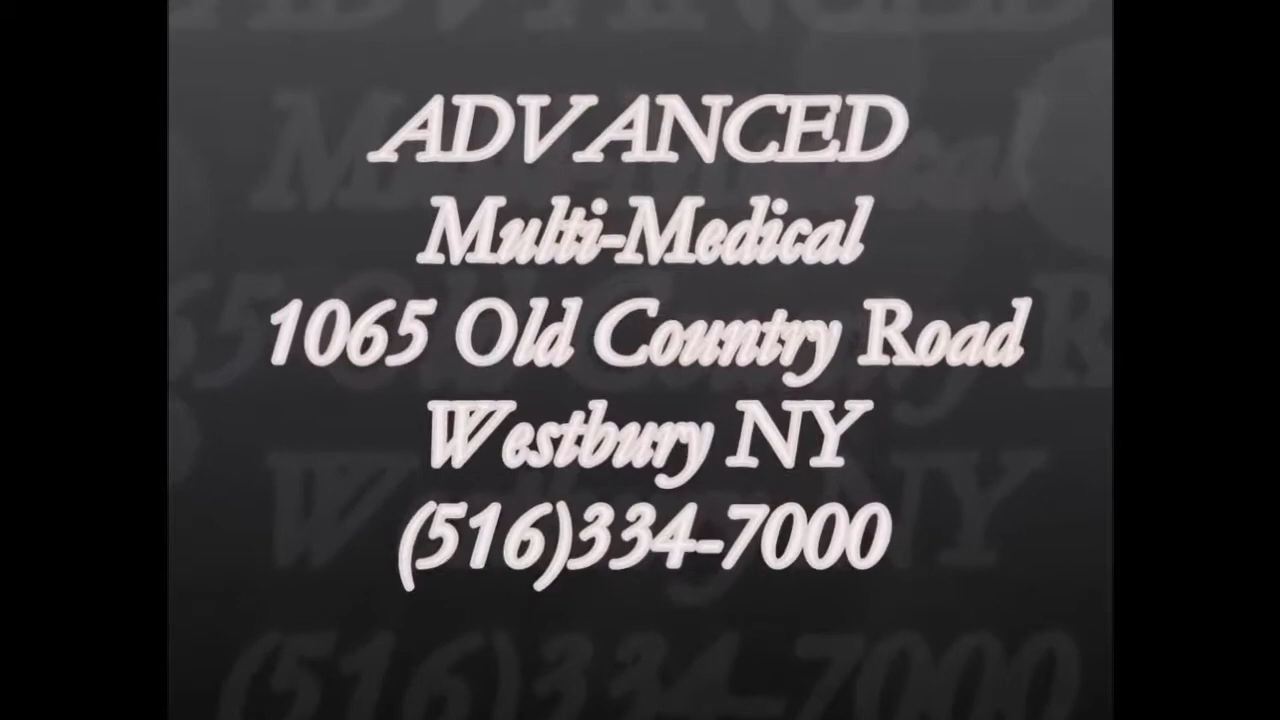 ADVANCED
Multi-Medical
1065 Old Country Road
Westbury NY
(516)334-7000